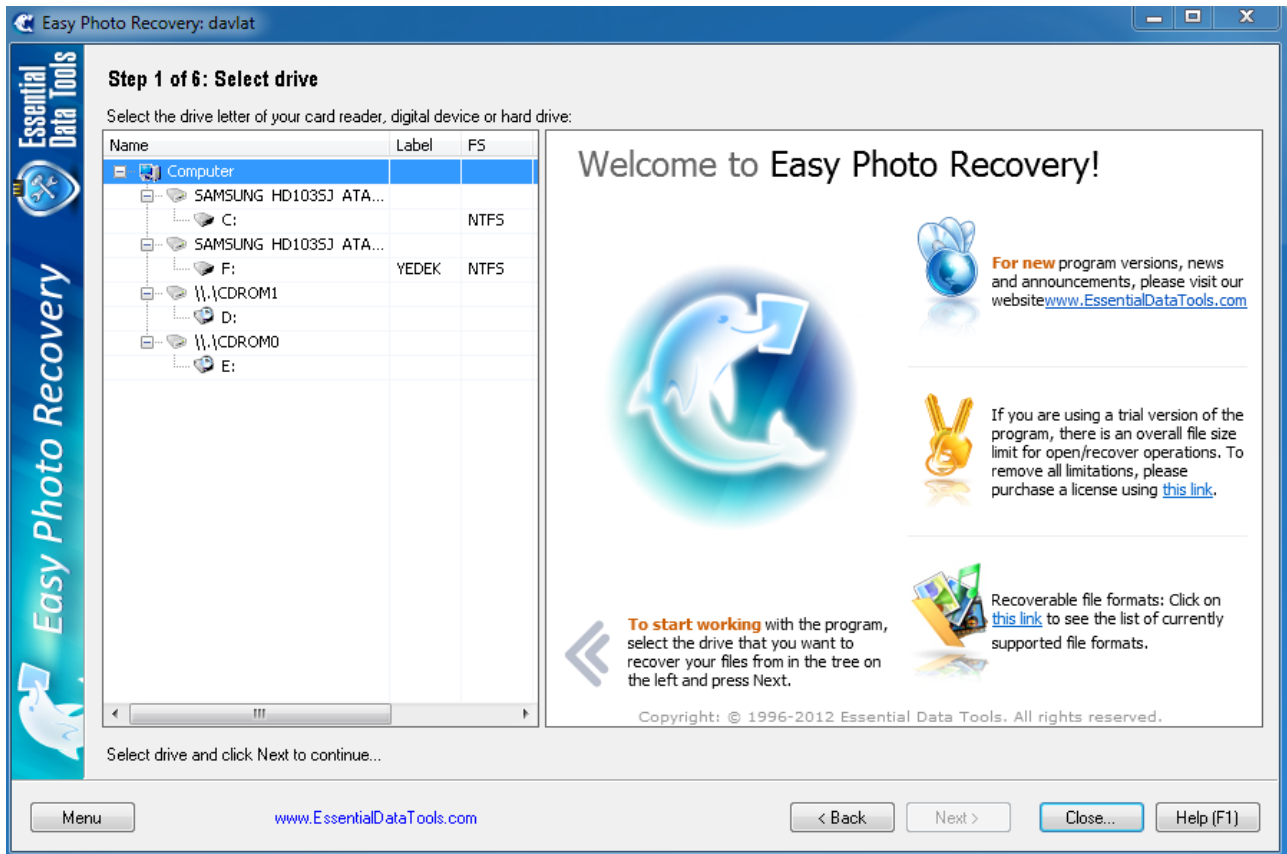 Easy Photo Recovery: davlat
Essential
Data Tools
Easy Photo Recovery
Step 1 of 6: Select drive
Select the drive letter of your card reader, digital device or hard drive:
Name Label FS
Computer
SAMSUNG HD103SJ ATA...
C: NTFS
SAMSUNG HD103SJ ATA...
F: YEDEK NTFS
\\.\CDROM1
D:
\\.\CDROM0
E:
Welcome to Easy Photo Recovery!
For new program versions, news
and announcements, please visit our
websitewww.EssentialDataTools.com
If you are using a trial version of the
program, there is an overall file size
limit for open/recover operations. To
remove all limitations, please
purchase a license using this link.
Recoverable file formats: Click on
this link to see the list of currently
supported file formats.
To start working with the program,
select the drive that you want to
recover your files from in the tree on
the left and press Next.
Copyright: © 1996-2012 Essential Data Tools. All rights reserved.
Select drive and click Next to continue...
Menu
www.EssentialDataTools.com
< Back
Next >
Close...
Help (F1)